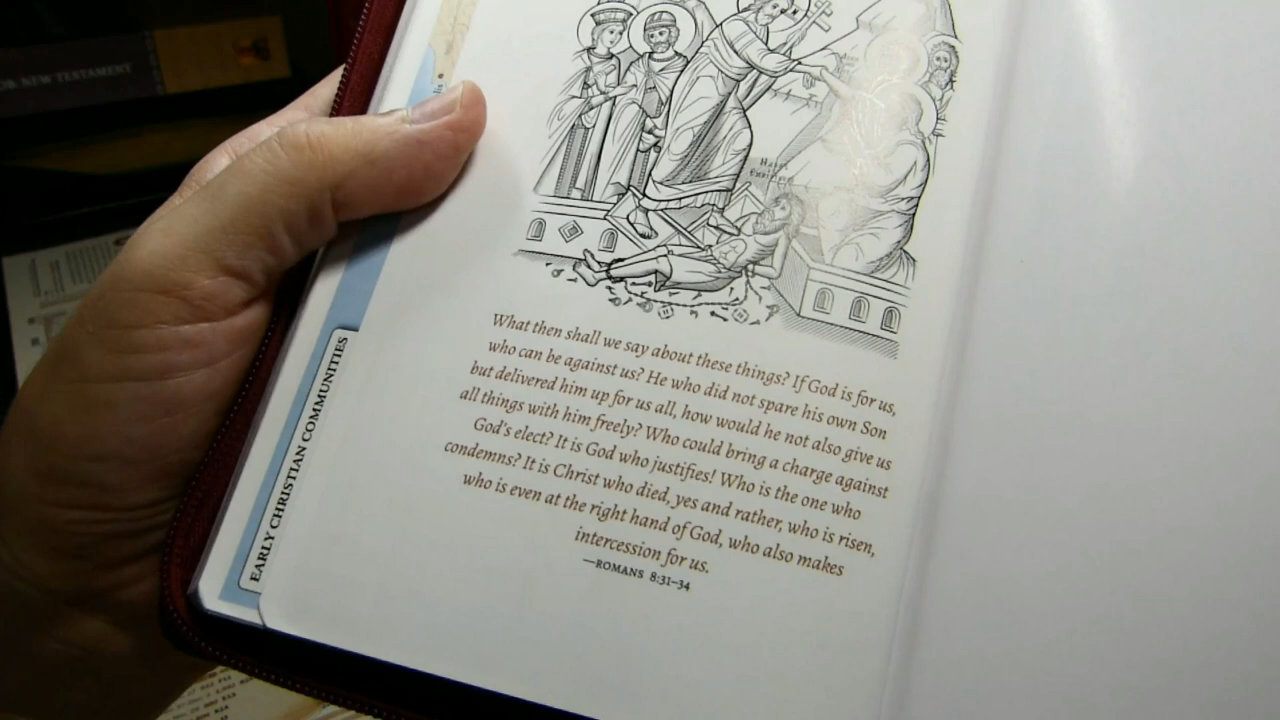 NEW TESTAMENT
What then shall we say about these things? If God is for us,
who can be against us? He who did not spare his own Son
but delivered him up for us all, how would he not also give us
all things with him freely? Who could bring a charge against
God's elect? It is God who justifies! Who is the one who
condemns? It is Christ who died, yes and rather, who is risen,
who is even at the right hand of God, who also makes
intercession for us.
—ROMANS 8:31–34
EARLY CHRISTIAN COMMUNITIES